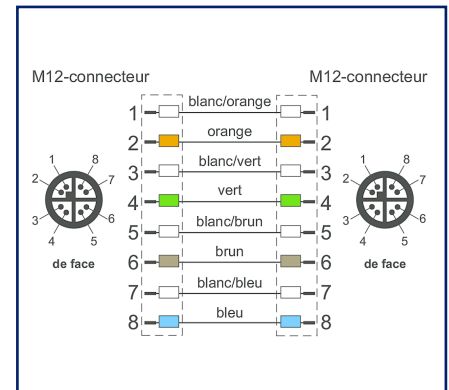 M12-connecteur M12-connecteur
1 blanc/orange 1
2 orange 2
3 blanc/vert 3
4 vert 4
5 blanc/brun 5
6 brun 6
7 blanc/bleu 7
8 bleu 8
1 8
2 7
3 6
4 5
de face
1 8
2 7
3 6
4 5
de face